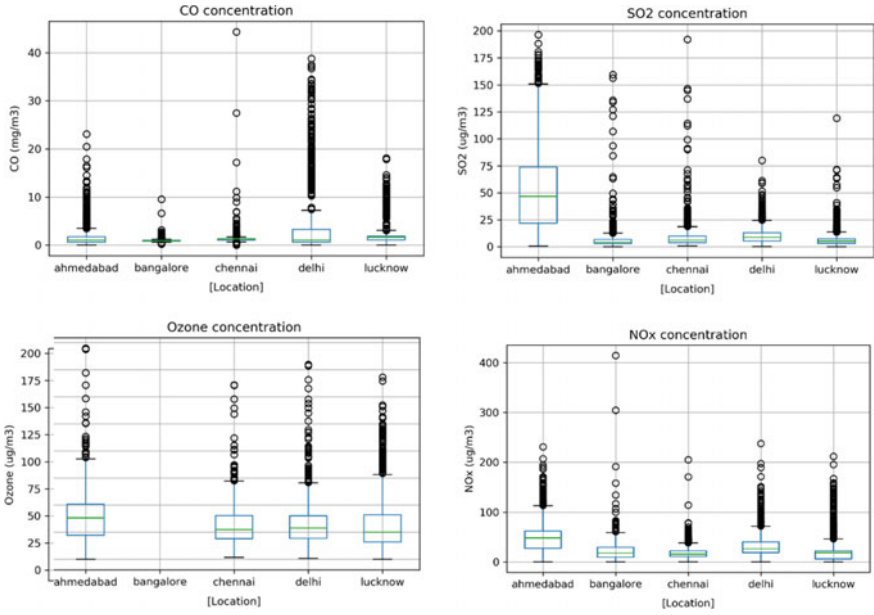 CO concentration
40
30
20
10
0
CO (mg/m3)
ahmedabad bangalore chennai delhi lucknow
[Location]
SO2 concentration
200
175
150
125
100
75
50
25
0
SO2 (ug/m3)
ahmedabad bangalore chennai delhi lucknow
[Location]
Ozone concentration
200
175
150
125
100
75
50
25
0
Ozone (ug/m3)
ahmedabad bangalore chennai delhi lucknow
[Location]
NOx concentration
400
300
200
100
0
NOx (ug/m3)
ahmedabad bangalore chennai delhi lucknow
[Location]